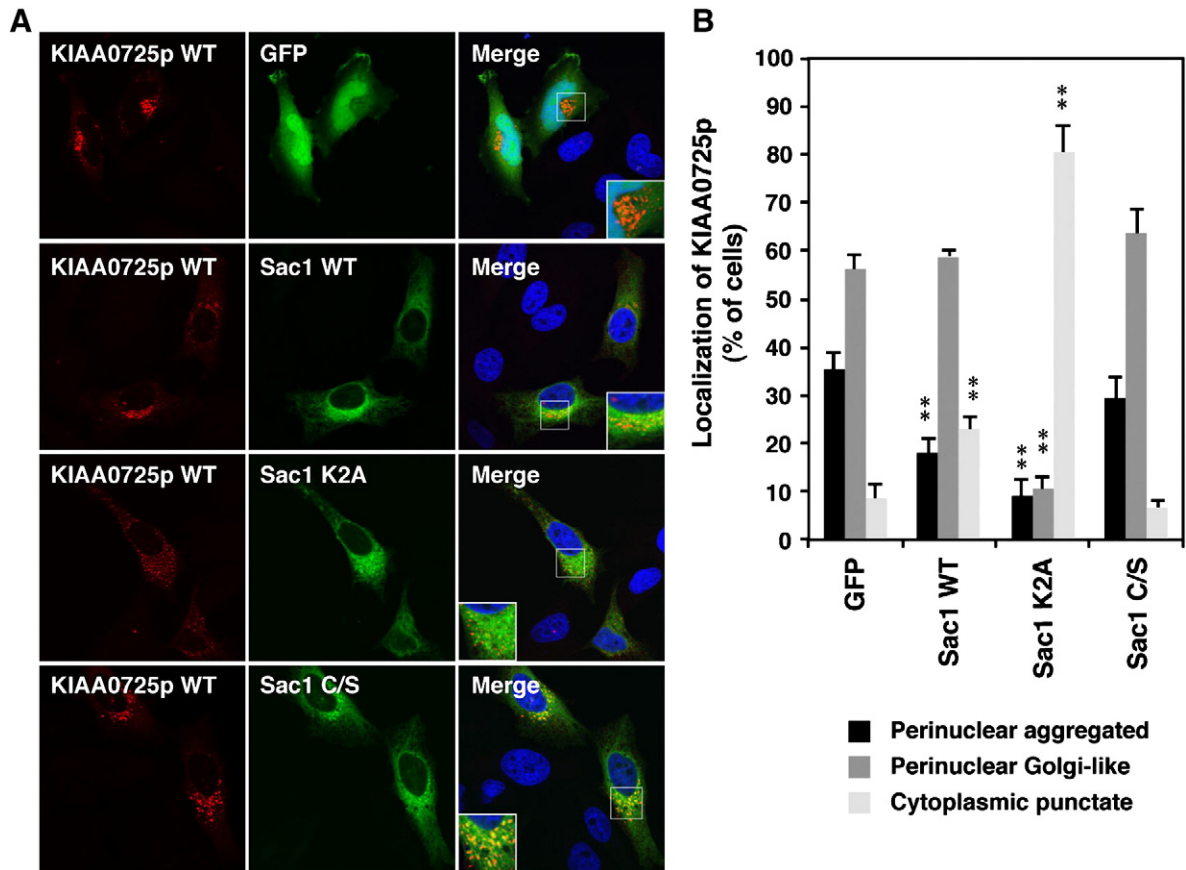 A
KIAA0725p WT
GFP
Merge
KIAA0725p WT
Sac1 WT
Merge
KIAA0725p WT
Sac1 K2A
Merge
KIAA0725p WT
Sac1 C/S
Merge
B
Localization of KIAA0725p
(% of cells)
100
90
80
70
60
50
40
30
20
10
0
**
**
**
**
**
GFP
Sac1 WT
Sac1 K2A
Sac1 C/S
Perinuclear aggregated
Perinuclear Golgi-like
Cytoplasmic punctate